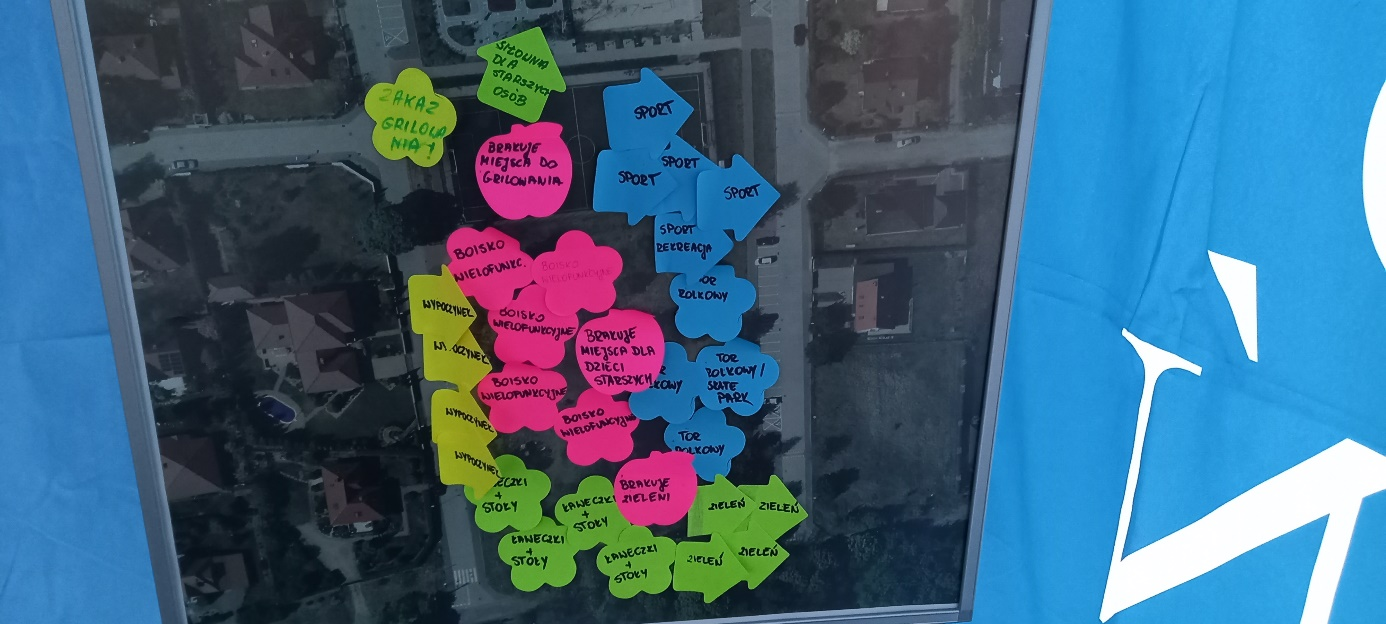 SIŁOWNIA
DLA
STARSZYCH
OSÓB
ZAKAZ
GRILOWA
NIA!
BRAKUJE
MIEJSCA DO
GRILOWANIA
SPORT
SPORT
SPORT
SPORT
SPORT
REKREACJA
BOISKO
WIELOFUNKC.
BOISKO
WIELOFUNKCYJNE
BOISKO
WIELOFUNKCYJNE
BRAKUJE
MIEJSCA DLA
DZIECI
STARSZYCH
BOISKO
WIELOFUNKCYJNE
BOISKO
WIELOFUNKCYJNE
WYPOCZYNEK
WYPOCZYNEK
WYPOCZYNEK
WYPOCZYNEK
TOR
ROLKOWY
TOR
ROLKOWY/
SKATE
PARK
TOR
ROLKOWY
BRAKUJE
ZIELENI
+
STOŁY
ŁAWECZKI
+
STOŁY
ŁAWECZKI
+
STOŁY
ŁAWECZKI
+
STOŁY
ZIELEŃ
ZIELEŃ
ZIELEŃ
ZIELEŃ